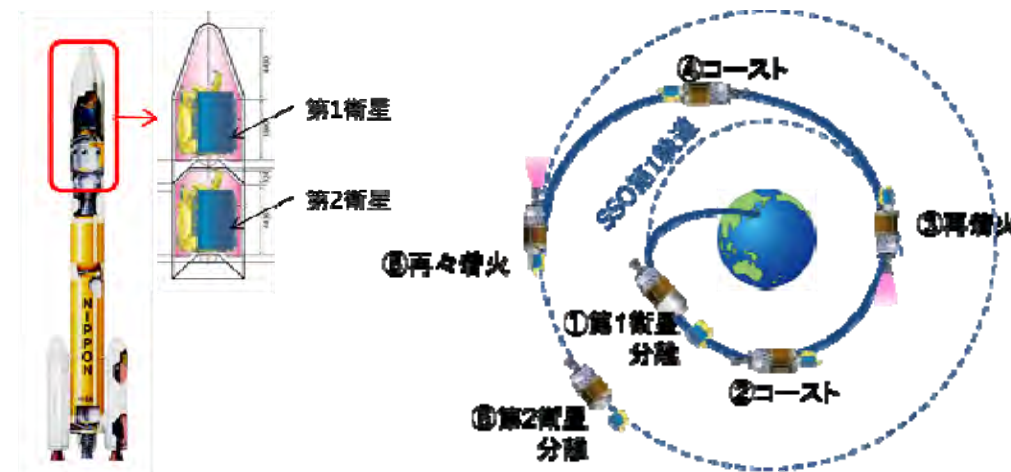 第1衛星
第2衛星
NIPPON
SSO第1軌道
④コースト
③再着火
⑤再々着火
①第1衛星
分離
②コースト
⑥第2衛星
分離